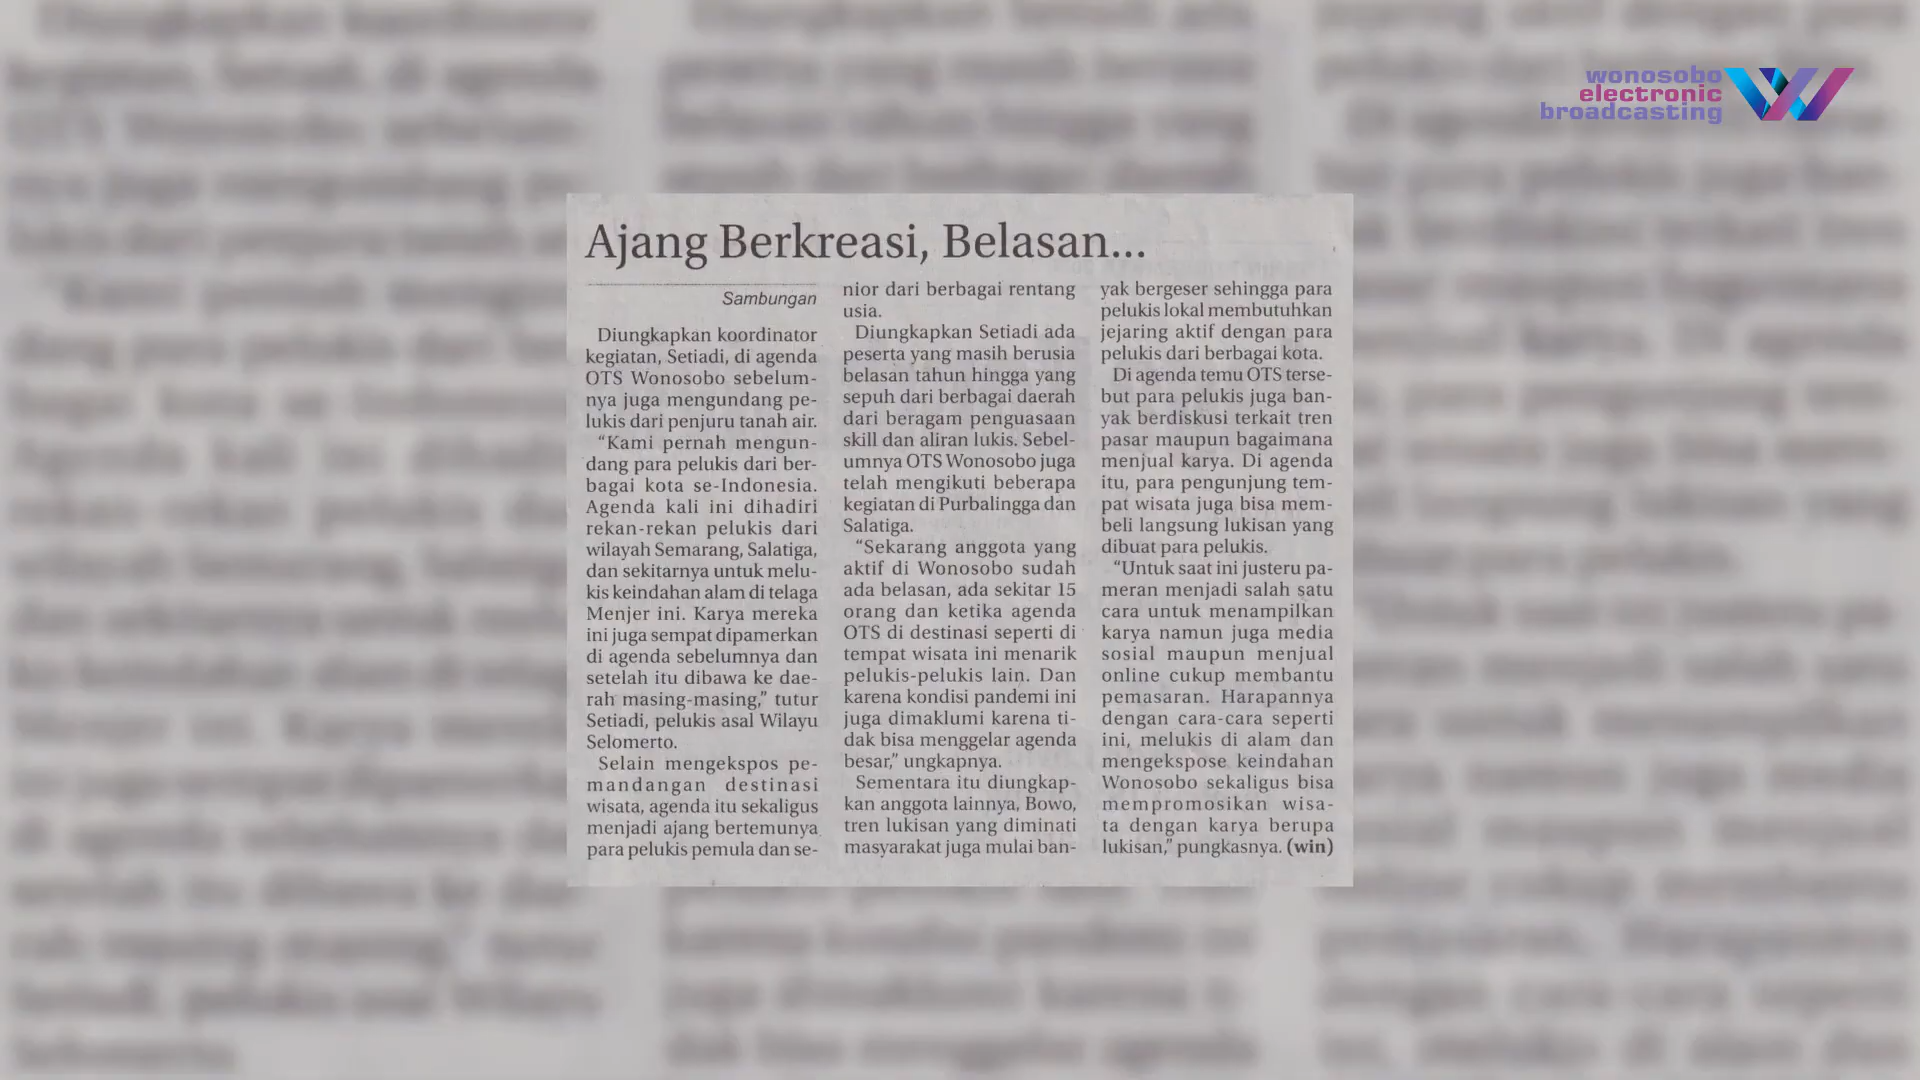 wonosobo
electronic
broadcasting
Ajang Berkreasi, Belasan...
Sambungan
Diungkapkan koordinator
kegiatan, Setiadi, di agenda
OTS Wonosobo sebelum-
nya juga mengundang pe-
lukis dari penjuru tanah air.
“Kami pernah mengun-
dang para pelukis dari ber-
bagai kota se-Indonesia.
Agenda kali ini dihadiri
rekan-rekan pelukis dari
wilayah Semarang, Salatiga,
dan sekitarnya untuk melu-
kis keindahan alam di telaga
Menjer ini. Karya mereka
ini juga sempat dipamerkan
di agenda sebelumnya dan
setelah itu dibawa ke dae-
rah masing-masing,” tutur
Setiadi, pelukis asal Wilayu
Selomerto.
Selain mengekspos pe-
mandangan destinasi
wisata, agenda itu sekaligus
menjadi ajang bertemunya
para pelukis pemula dan se-
nior dari berbagai rentang
usia.
Diungkapkan Setiadi ada
peserta yang masih berusia
belasan tahun hingga yang
sepuh dari berbagai daerah
dari beragam penguasaan
skill dan aliran lukis. Sebel-
umnya OTS Wonosobo juga
telah mengikuti beberapa
kegiatan di Purbalingga dan
Salatiga.
“Sekarang anggota yang
aktif di Wonosobo sudah
ada belasan, ada sekitar 15
orang dan ketika agenda
OTS di destinasi seperti di
tempat wisata ini menarik
pelukis-pelukis lain. Dan
karena kondisi pandemi ini
juga dimaklumi karena ti-
dak bisa menggelar agenda
besar,” ungkapnya.
Sementara itu diungkap-
kan anggota lainnya, Bowo,
tren lukisan yang diminati
masyarakat juga mulai ban-
yak bergeser sehingga para
pelukis lokal membutuhkan
jejaring aktif dengan para
pelukis dari berbagai kota.
Di agenda temu OTS terse-
but para pelukis juga ban-
yak berdiskusi terkait tren
pasar maupun bagaimana
menjual karya. Di agenda
itu, para pengunjung tem-
pat wisata juga bisa mem-
beli langsung lukisan yang
dibuat para pelukis.
“Untuk saat ini justeru pa-
meran menjadi salah satu
cara untuk menampilkan
karya namun juga media
sosial maupun menjual
online cukup membantu
pemasaran. Harapannya
dengan cara-cara seperti
ini, melukis di alam dan
mengekspose keindahan
Wonosobo sekaligus bisa
mempromosikan wisa-
ta dengan karya berupa
lukisan,” pungkasnya. (win)